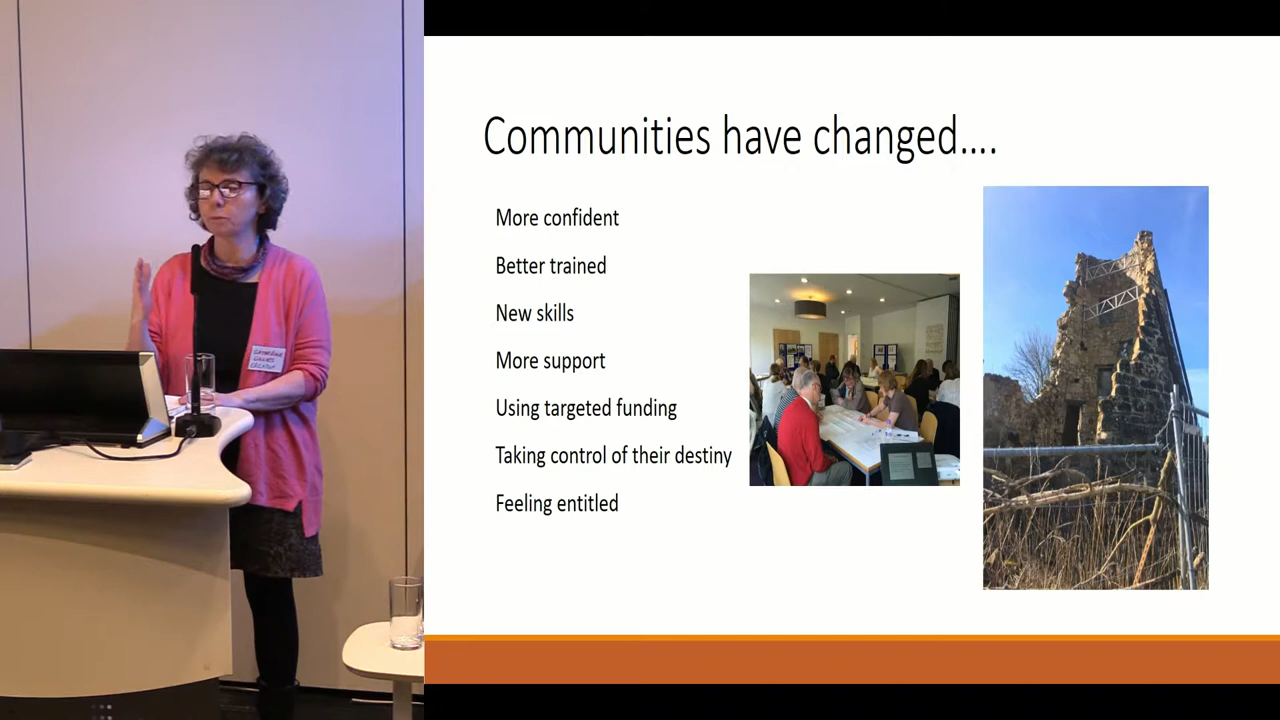 Communities have changed....
More confident
Better trained
New skills
More support
Using targeted funding
Taking control of their destiny
Feeling entitled